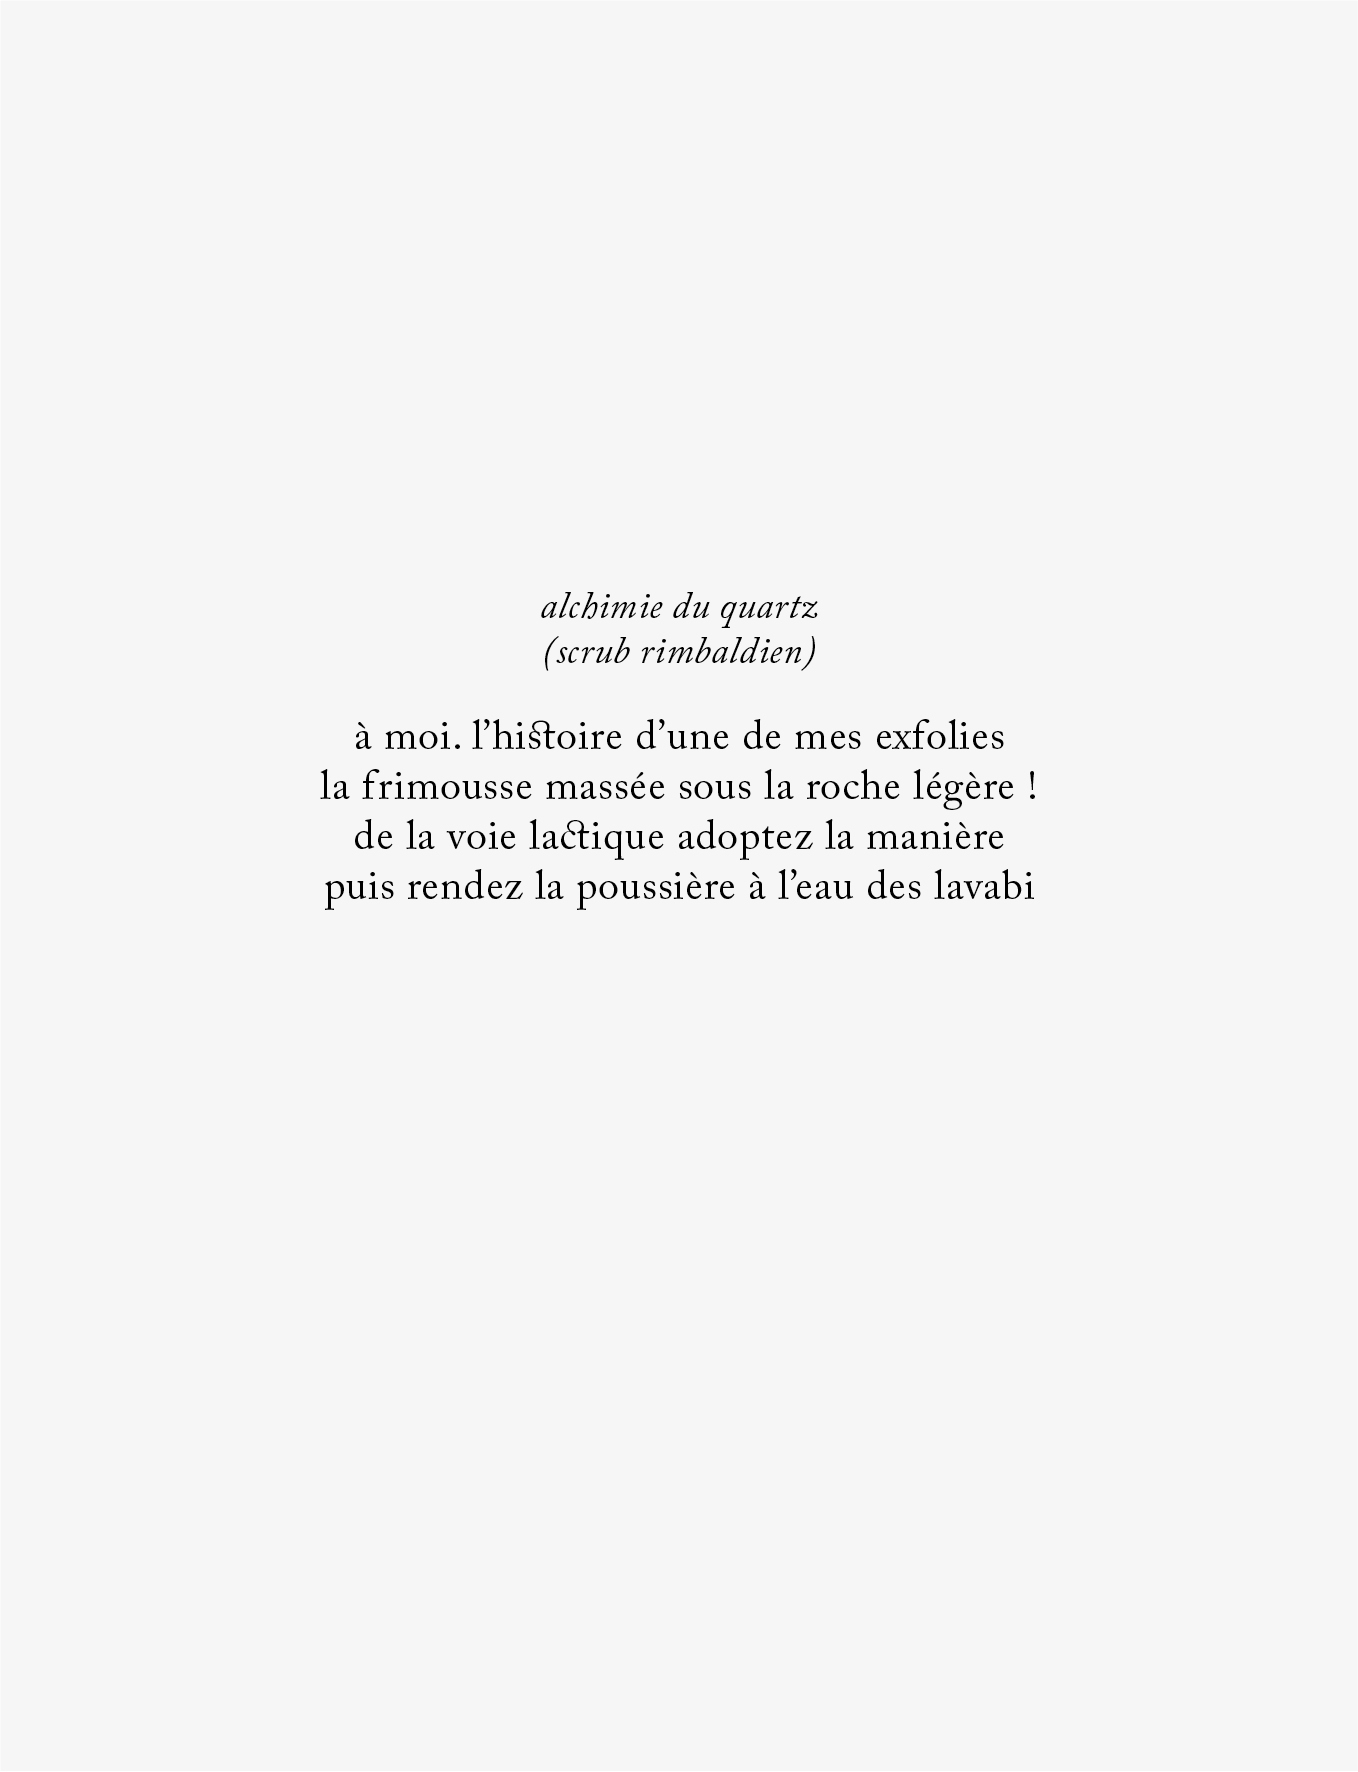 alchimie du quartz
(scrub rimbaldien)
à moi. l’histoire d’une de mes exfolies
la frimousse massée sous la roche légère !
de la voie lactique adoptez la manière
puis rendez la poussière à l’eau des lavabi